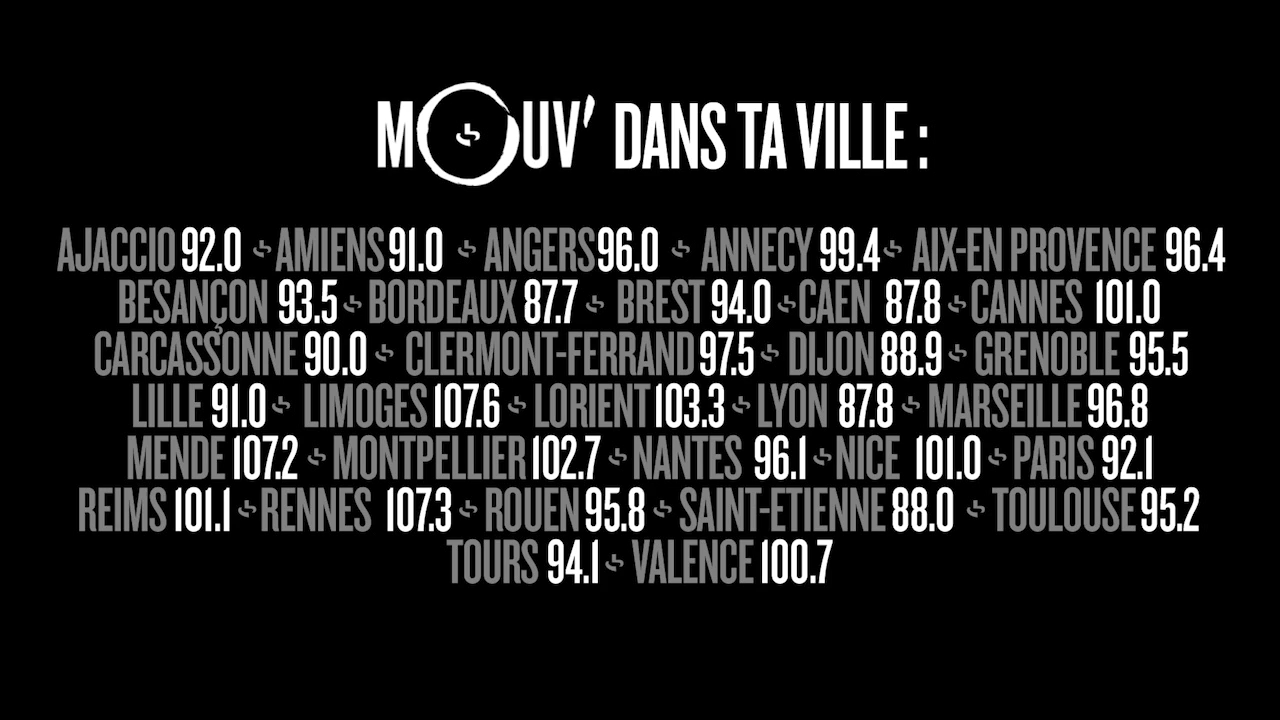 MOUV' DANS TA VILLE :
AJACCIO 92.0 AMIENS 91.0 ANGERS 96.0 ANNECY 99.4 AIX-EN PROVENCE 96.4
BESANÇON 93.5 BORDEAUX 87.7 BREST 94.0 CAEN 87.8 CANNES 101.0
CARCASSONNE 90.0 CLERMONT-FERRAND 97.5 DIJON 88.9 GRENOBLE 95.5
LILLE 91.0 LIMOGES 107.6 LORIENT 103.3 LYON 87.8 MARSEILLE 96.8
MENDE 107.2 MONTPELLIER 102.7 NANTES 96.1 NICE 101.0 PARIS 92.1
REIMS 101.1 RENNES 107.3 ROUEN 95.8 SAINT-ETIENNE 88.0 TOULOUSE 95.2
TOURS 94.1 VALENCE 100.7